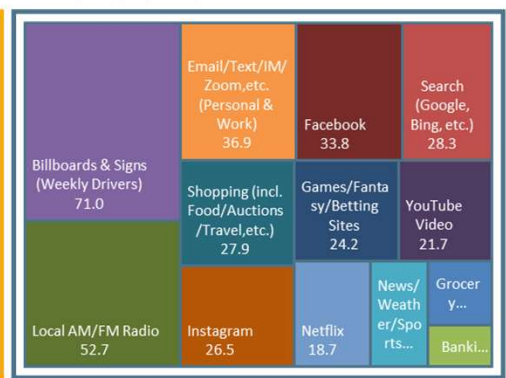 Billboards & Signs
(Weekly Drivers)
71.0
Local AM/FM Radio
52.7
Email/Text/IM/
Zoom,etc.
(Personal &
Work)
36.9
Shopping (incl.
Food/Auctions
/Travel,etc.)
27.9
Instagram
26.5
Facebook
33.8
Search
(Google,
Bing, etc.)
28.3
Games/Fanta
sy/Betting
Sites
24.2
YouTube
Video
21.7
Netflix
18.7
News/
Weath
er/Spo
rts...
Grocer
y...
Banki...